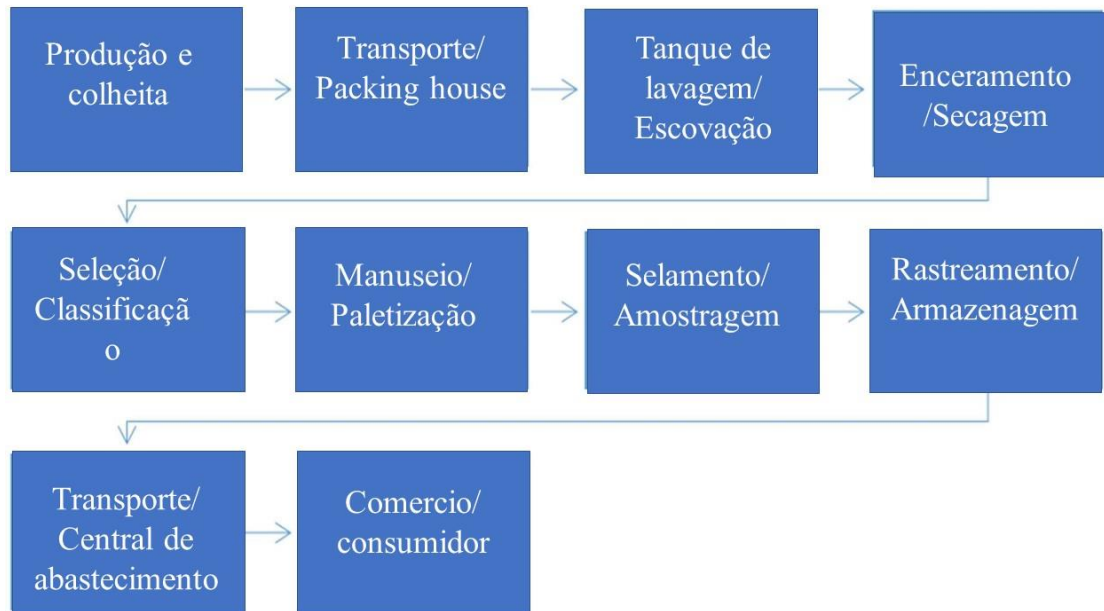 Produção e
colheita
Transporte/
Packing house
Tanque de
lavagem/
Escovação
Enceramento
/Secagem
Seleção/
Classificaçã
o
Manuseio/
Paletização
Selamento/
Amostragem
Rastreamento/
Armazenagem
Transporte/
Central de
abastecimento
Comercio/
consumidor